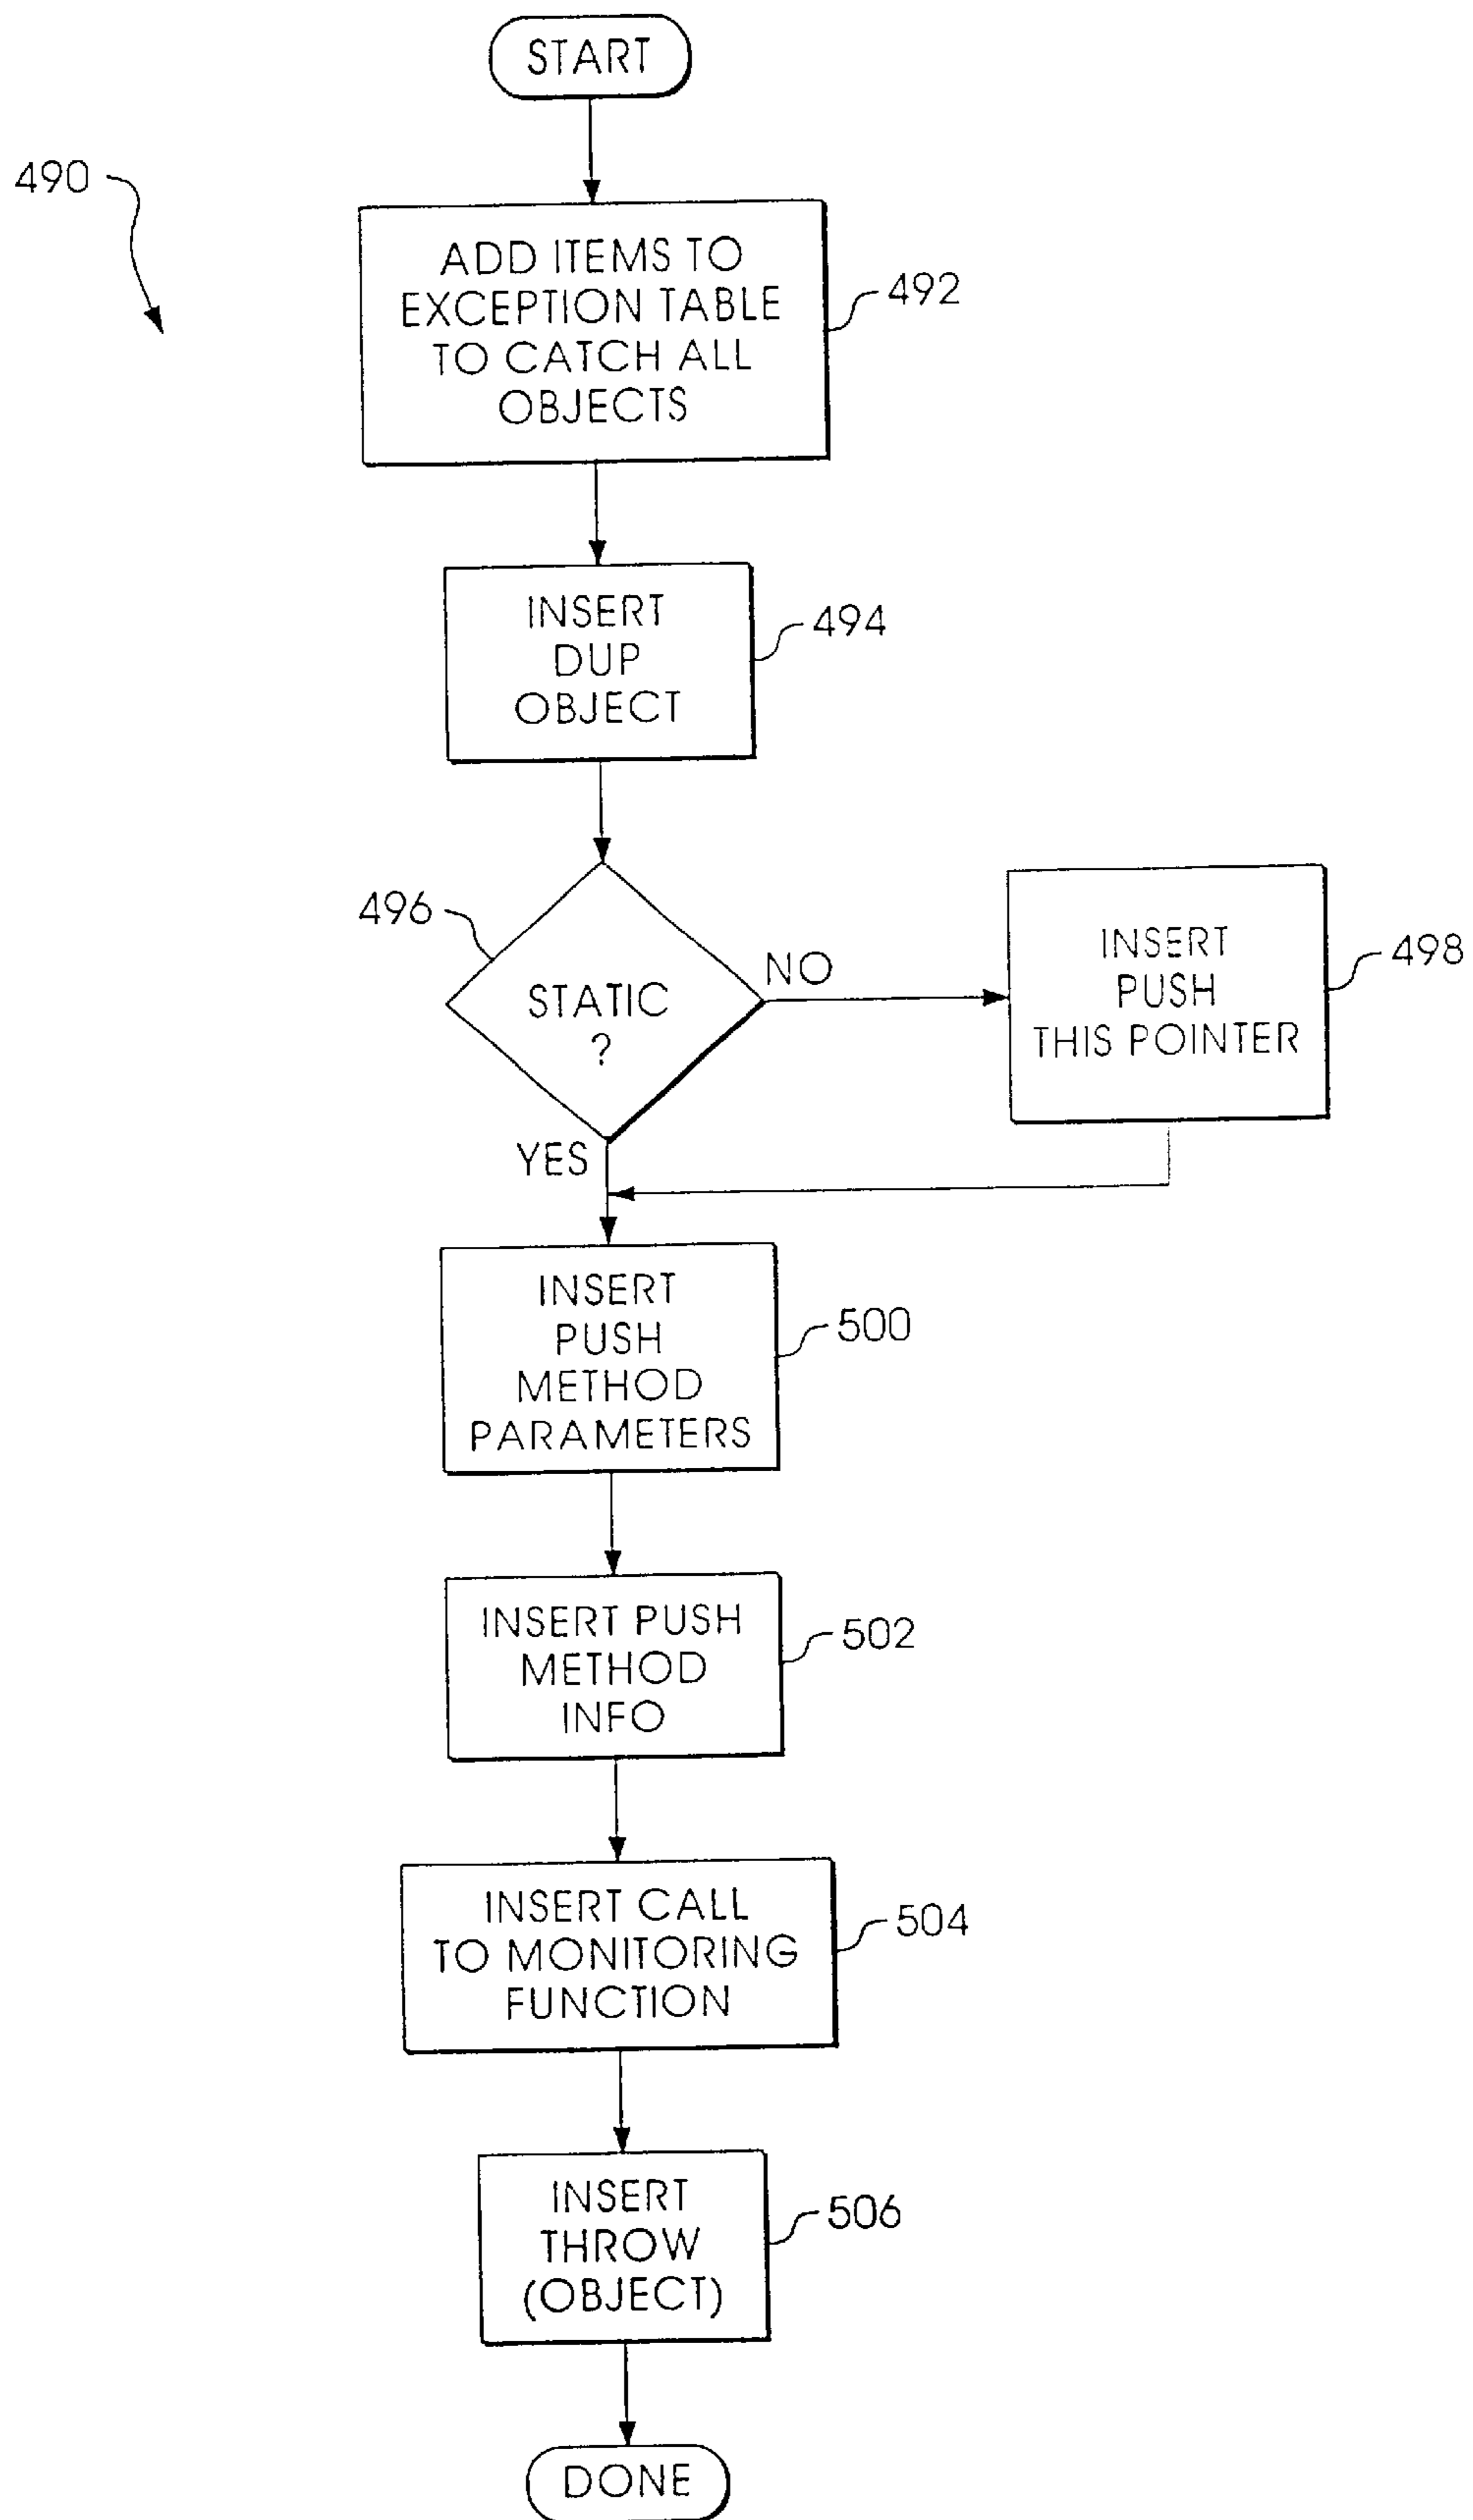 START
490
ADD ITEMS TO
EXCEPTION TABLE
TO CATCH ALL
OBJECTS
492
INSERT
DUP
OBJECT
494
496
STATIC
?
NO
YES
INSERT
PUSH
THIS POINTER
498
INSERT
PUSH
METHOD
PARAMETERS
500
INSERT PUSH
METHOD
INFO
502
INSERT CALL
TO MONITORING
FUNCTION
504
INSERT
THROW
(OBJECT)
506
DONE